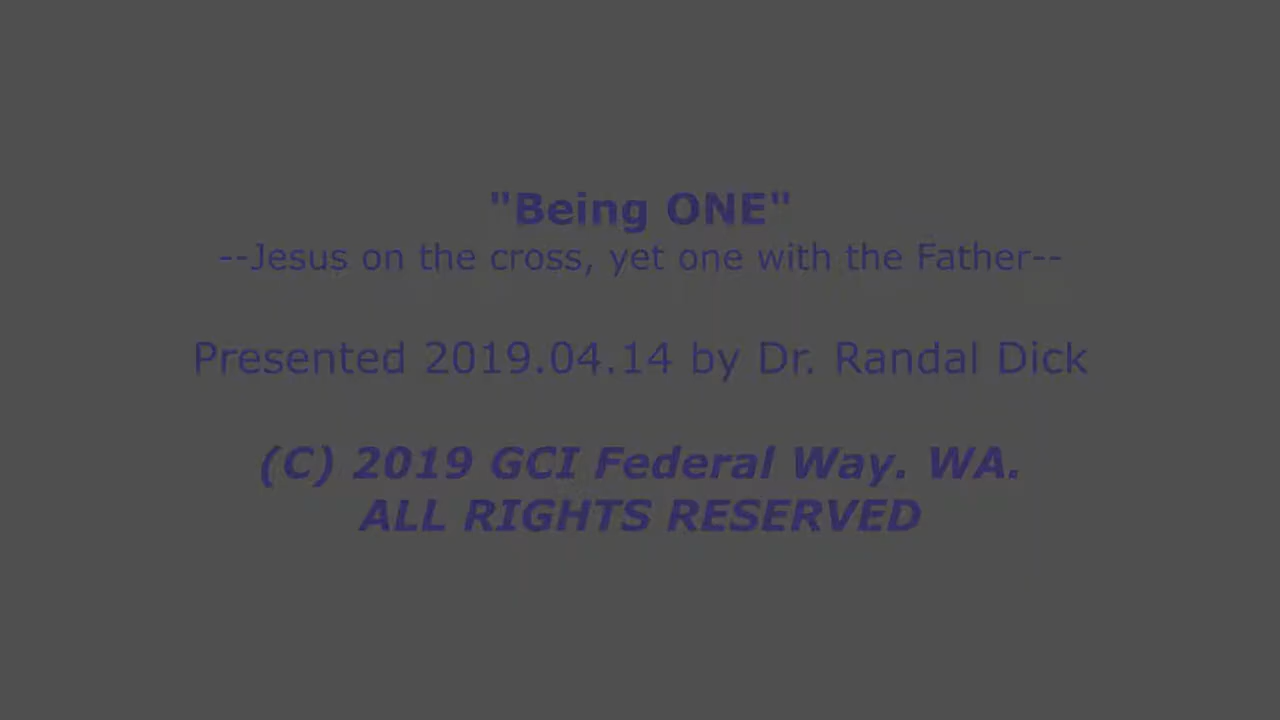 "Being ONE"
--Jesus on the cross, yet one with the Father--
Presented 2019.04.14 by Dr. Randal Dick
(C) 2019 GCI Federal Way. WA.
ALL RIGHTS RESERVED